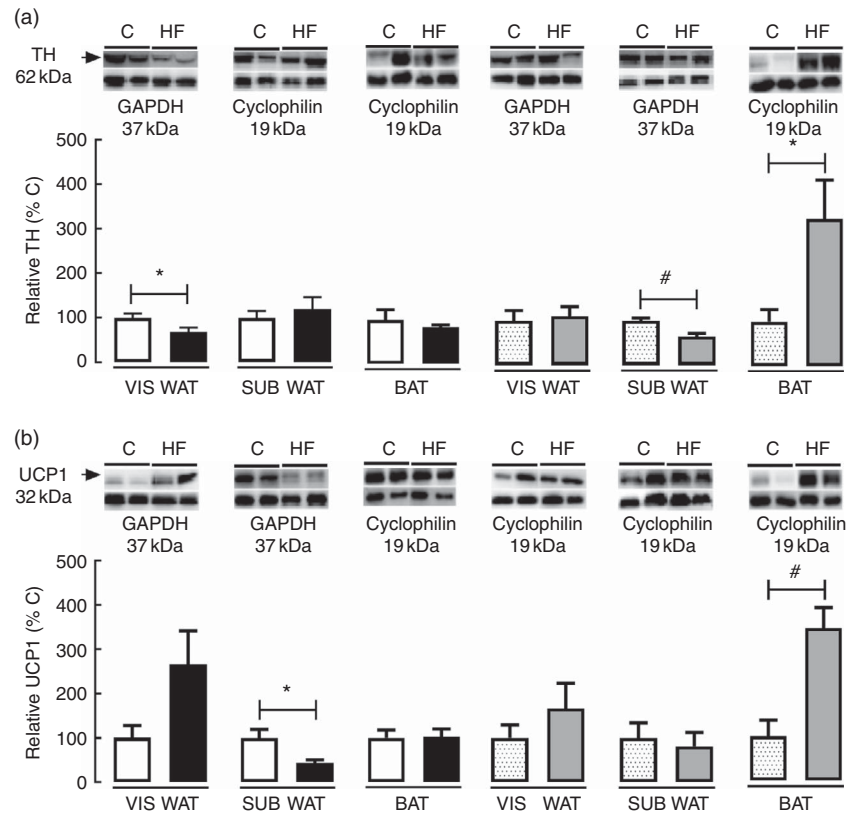 (a)
C HF C HF C HF C HF C HF C HF
TH
62 kDa
GAPDH Cyclophilin Cyclophilin GAPDH GAPDH Cyclophilin
37 kDa 19 kDa 19 kDa 37 kDa 37 kDa 19 kDa
Relative TH (% C)
500
400
300
200
100
0
* # *
VIS WAT SUB WAT BAT VIS WAT SUB WAT BAT
(b)
C HF C HF C HF C HF C HF C HF
UCP1
32 kDa
GAPDH GAPDH Cyclophilin Cyclophilin Cyclophilin Cyclophilin
37 kDa 37 kDa 19 kDa 19 kDa 19 kDa 19 kDa
Relative UCP1 (% C)
500
400
300
200
100
0
* #
VIS WAT SUB WAT BAT VIS WAT SUB WAT BAT